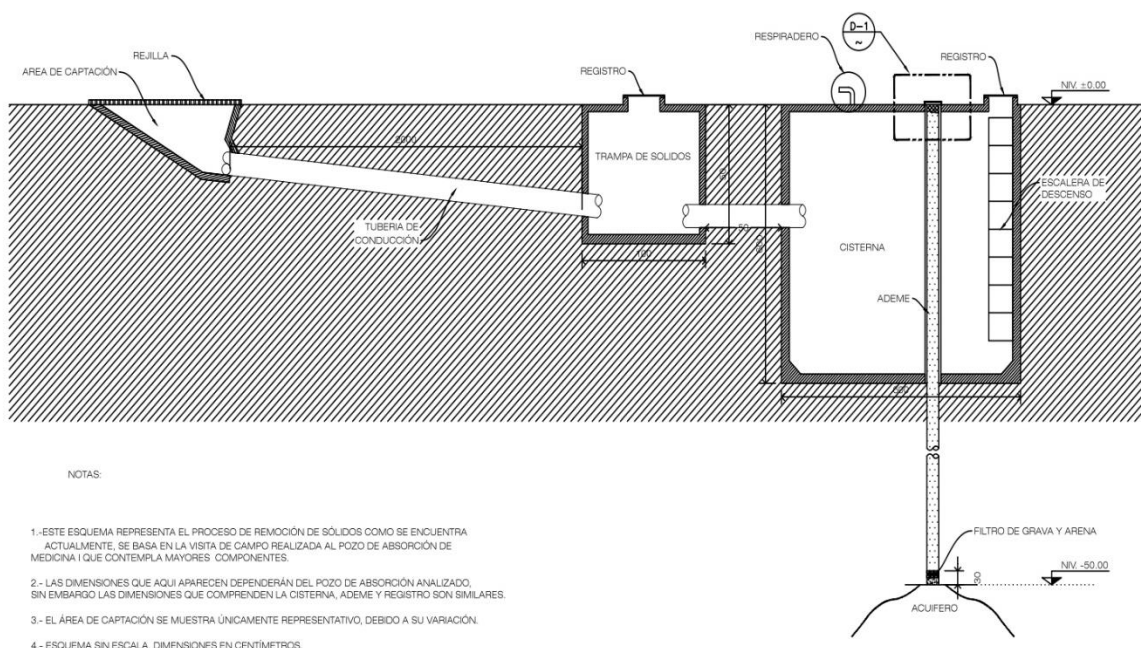 REJILLA
AREA DE CAPTACIÓN
REGISTRO
RESPIRADERO
D-1
~
REGISTRO
NIV. ±0.00
2000
TRAMPA DE SOLIDOS
ESCALERA DE
DESCENSO
TUBERIA DE
CONDUCCIÓN
50
100
CISTERNA
ADEME
NOTAS:
1.-ESTE ESQUEMA REPRESENTA EL PROCESO DE REMOCIÓN DE SÓLIDOS COMO SE ENCUENTRA
ACTUALMENTE, SE BASA EN LA VISITA DE CAMPO REALIZADA AL POZO DE ABSORCIÓN DE
MEDICINA I QUE CONTEMPLA MAYORES COMPONENTES.
2.- LAS DIMENSIONES QUE AQUI APARECEN DEPENDERÁN DEL POZO DE ABSORCIÓN ANALIZADO,
SIN EMBARGO LAS DIMENSIONES QUE COMPRENDEN LA CISTERNA, ADEME Y REGISTRO SON SIMILARES.
3.- EL ÁREA DE CAPTACIÓN SE MUESTRA ÚNICAMENTE REPRESENTATIVO, DEBIDO A SU VARIACIÓN.
4.- ESQUEMA SIN ESCALA, DIMENSIONES EN CENTÍMETROS.
FILTRO DE GRAVA Y ARENA
NIV. -50.00
30
ACUIFERO